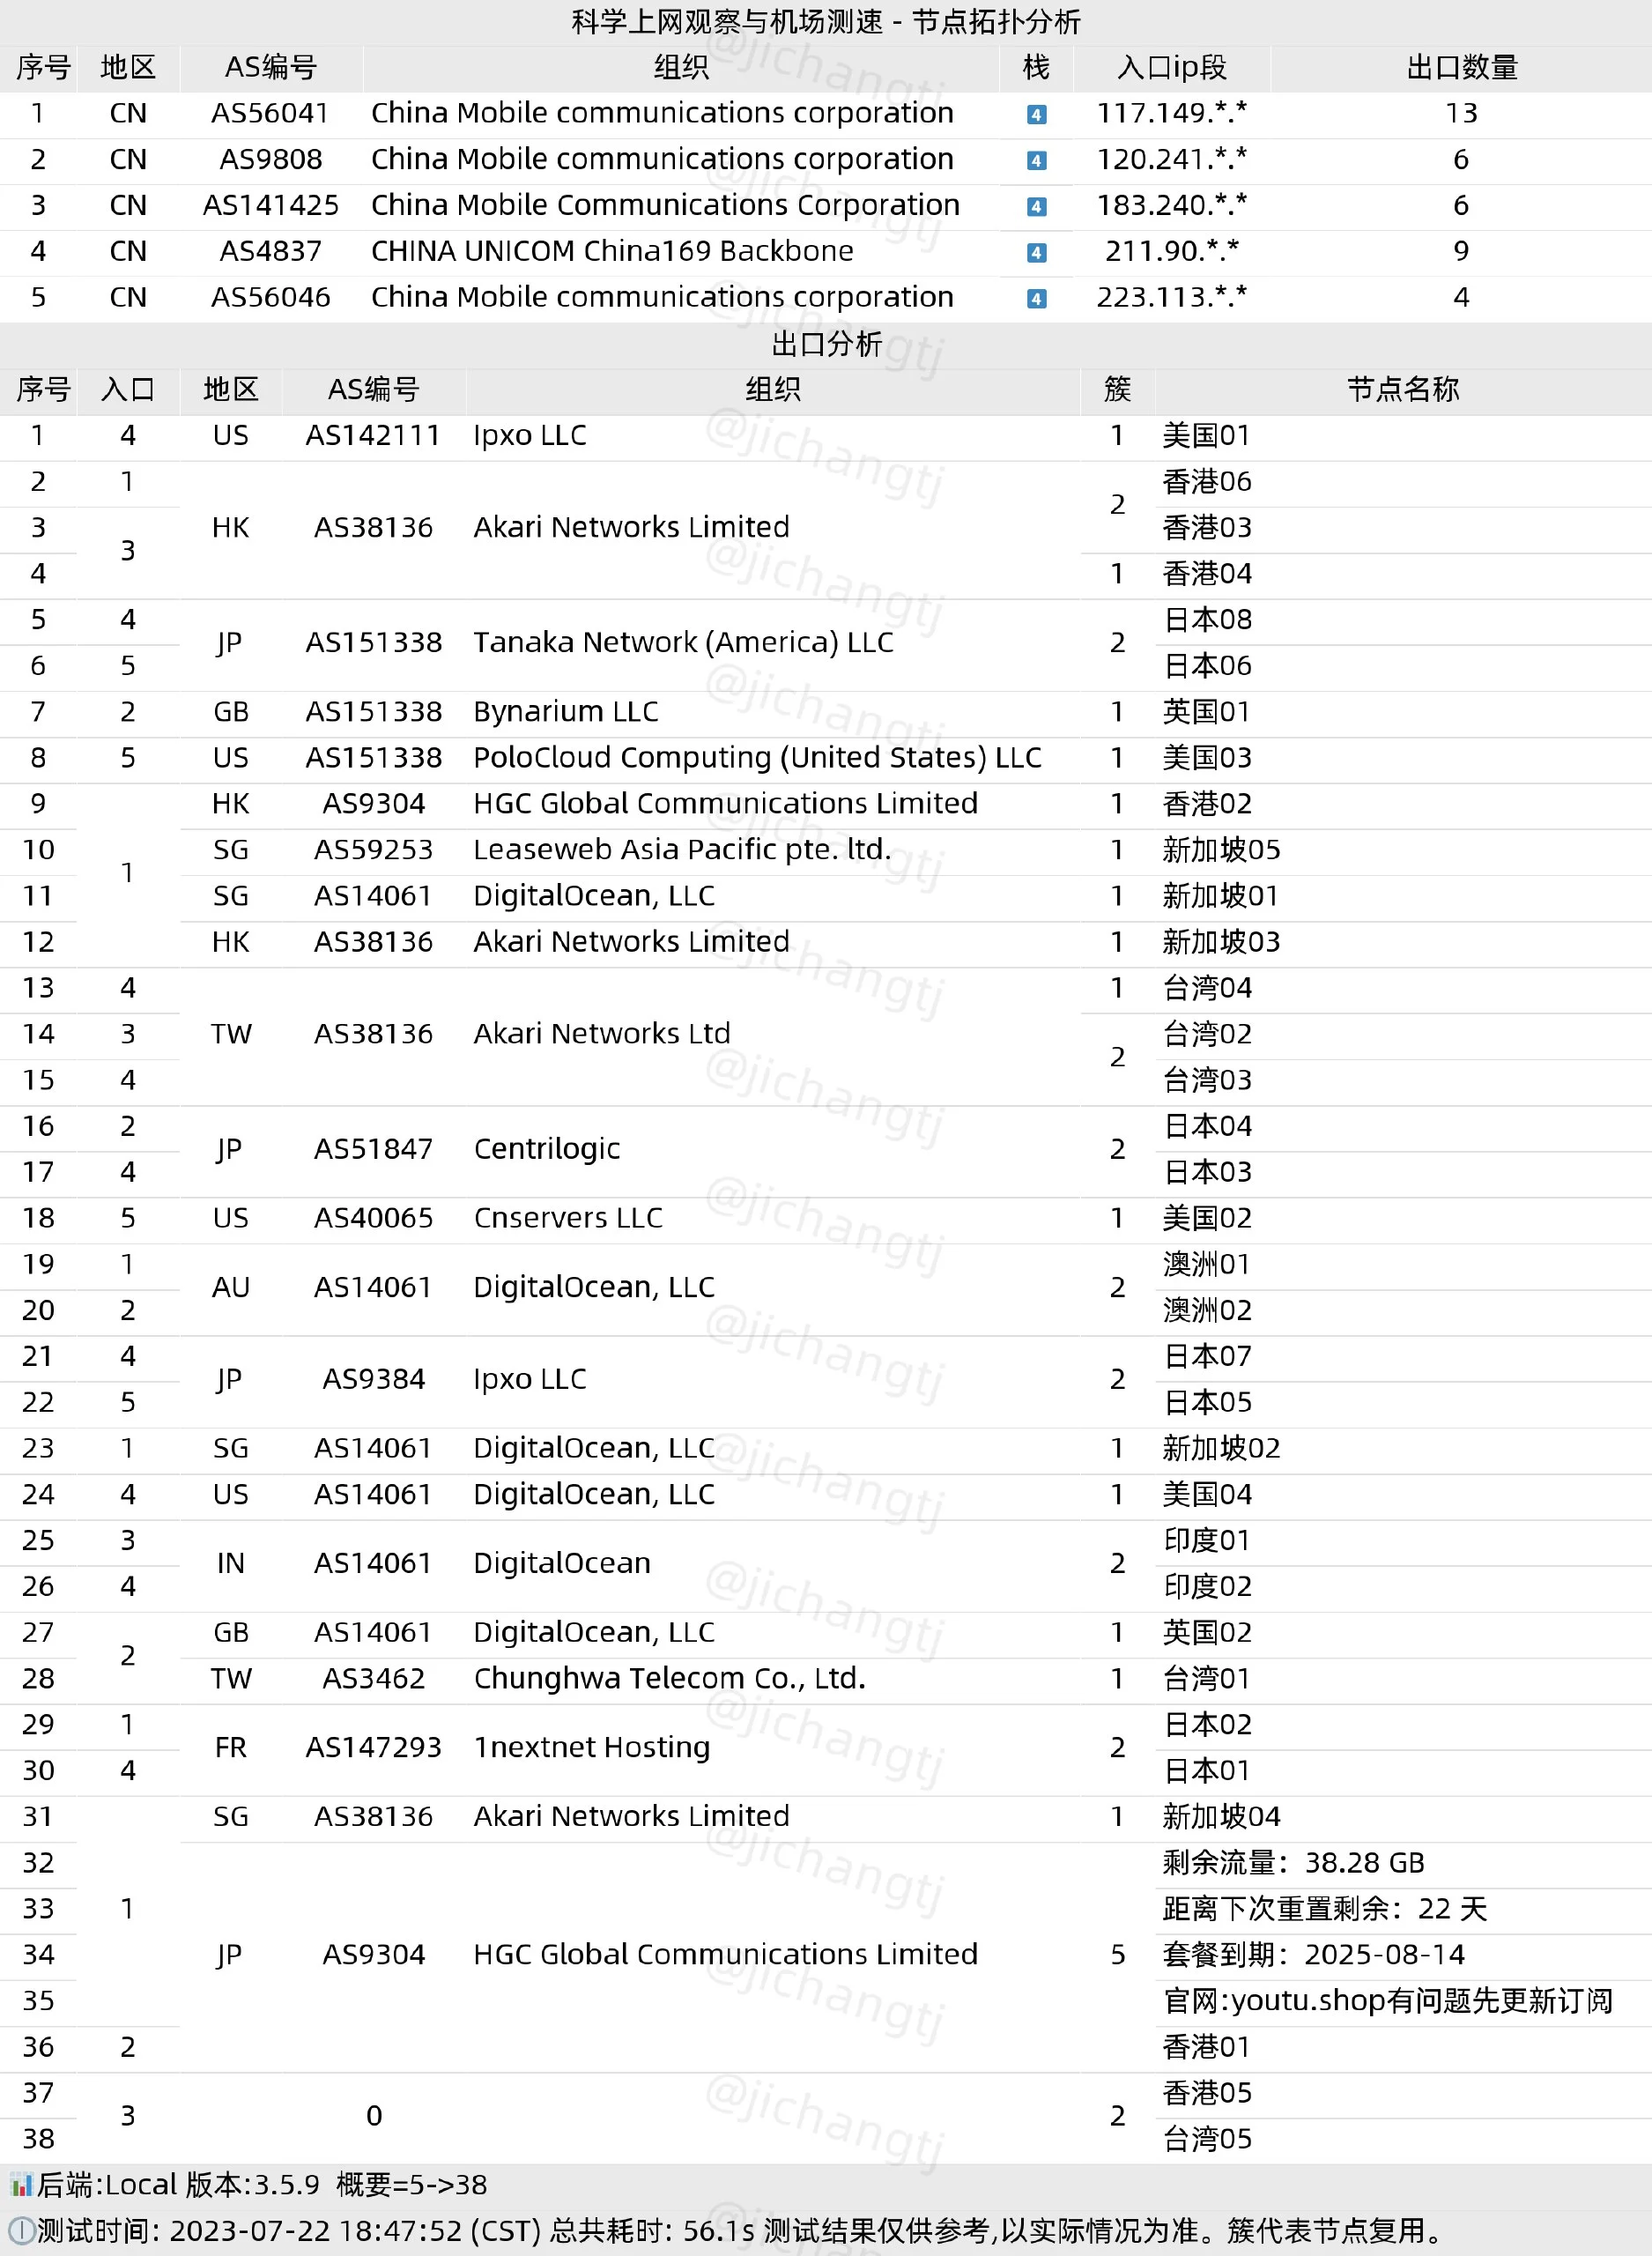 科学上网观察与机场测速 - 节点拓扑分析
序号 地区 AS编号 组织 栈 入口ip段 出口数量
1 CN AS56041 China Mobile communications corporation 4 117.149.*.* 13
2 CN AS9808 China Mobile communications corporation 4 120.241.*.* 6
3 CN AS141425 China Mobile Communications Corporation 4 183.240.*.* 6
4 CN AS4837 CHINA UNICOM China169 Backbone 4 211.90.*.* 9
5 CN AS56046 China Mobile communications corporation 4 223.113.*.* 4
出口分析
序号 入口 地区 AS编号 组织 簇 节点名称
1 4 US AS142111 Ipxo LLC 1 美国01
2 1 HK AS38136 Akari Networks Limited 2 香港06
3 3 香港03
4 1 香港04
5 4 JP AS151338 Tanaka Network (America) LLC 2 日本08
6 5 日本06
7 2 GB AS151338 Bynarium LLC 1 英国01
8 5 US AS151338 PoloCloud Computing (United States) LLC 1 美国03
9 1 HK AS9304 HGC Global Communications Limited 1 香港02
10 SG AS59253 Leaseweb Asia Pacific pte. ltd. 1 新加坡05
11 SG AS14061 DigitalOcean, LLC 1 新加坡01
12 HK AS38136 Akari Networks Limited 1 新加坡03
13 4 TW AS38136 Akari Networks Ltd 1 台湾04
14 3 2 台湾02
15 4 台湾03
16 2 JP AS51847 Centrilogic 2 日本04
17 4 日本03
18 5 US AS40065 Cnservers LLC 1 美国02
19 1 AU AS14061 DigitalOcean, LLC 2 澳洲01
20 2 澳洲02
21 4 JP AS9384 Ipxo LLC 2 日本07
22 5 日本05
23 1 SG AS14061 DigitalOcean, LLC 1 新加坡02
24 4 US AS14061 DigitalOcean, LLC 1 美国04
25 3 IN AS14061 DigitalOcean 2 印度01
26 4 印度02
27 2 GB AS14061 DigitalOcean, LLC 1 英国02
28 TW AS3462 Chunghwa Telecom Co., Ltd. 1 台湾01
29 1 FR AS147293 1nextnet Hosting 2 日本02
30 4 日本01
31 1 SG AS38136 Akari Networks Limited 1 新加坡04
32 JP AS9304 HGC Global Communications Limited 5 剩余流量：38.28 GB
33 距离下次重置剩余：22 天
34 套餐到期：2025-08-14
35 官网:youtu.shop有问题先更新订阅
36 2 香港01
37 3 0 2 香港05
38 台湾05
后端:Local 版本:3.5.9 概要=5->38
测试时间: 2023-07-22 18:47:52 (CST) 总共耗时: 56.1s 测试结果仅供参考,以实际情况为准。簇代表节点复用。
@jichangtj